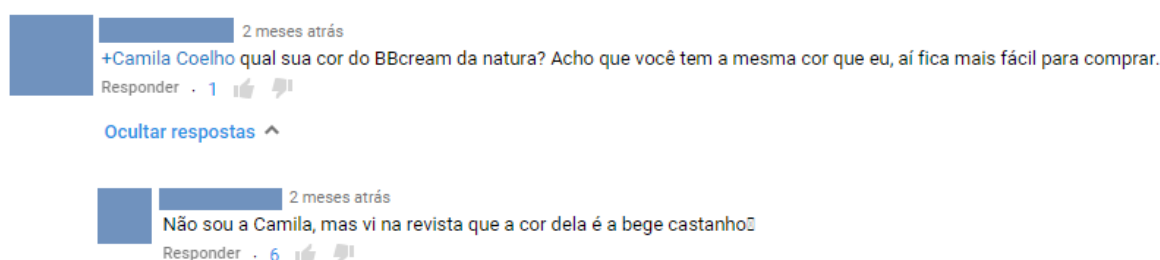 2 meses atrás
+Camila Coelho qual sua cor do BBcream da natura? Acho que você tem a mesma cor que eu, aí fica mais fácil para comprar.
Responder . 1
Ocultar respostas
2 meses atrás
Não sou a Camila, mas vi na revista que a cor dela é a bege castanho
Responder . 6